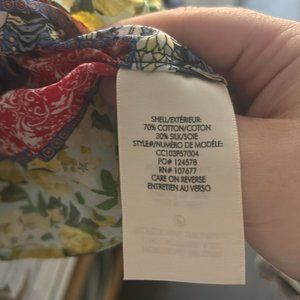 SHELL/EXTÉRIEUR:
70% COTTON/COTON
30% SILK/SOIE
STYLE#/NUMÉRO DE MODÈLE:
CC103P57004
PO# 124578
RN# 107677
CARE ON REVERSE
ENTRETIEN AU VERSO